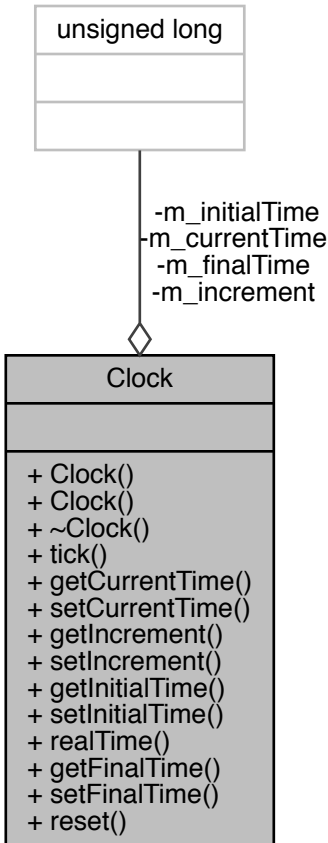 unsigned long
-m_initialTime
-m_currentTime
-m_finalTime
-m_increment
Clock
+ Clock()
+ Clock()
+ ~Clock()
+ tick()
+ getCurrentTime()
+ setCurrentTime()
+ getIncrement()
+ setIncrement()
+ getInitialTime()
+ setInitialTime()
+ realTime()
+ getFinalTime()
+ setFinalTime()
+ reset()